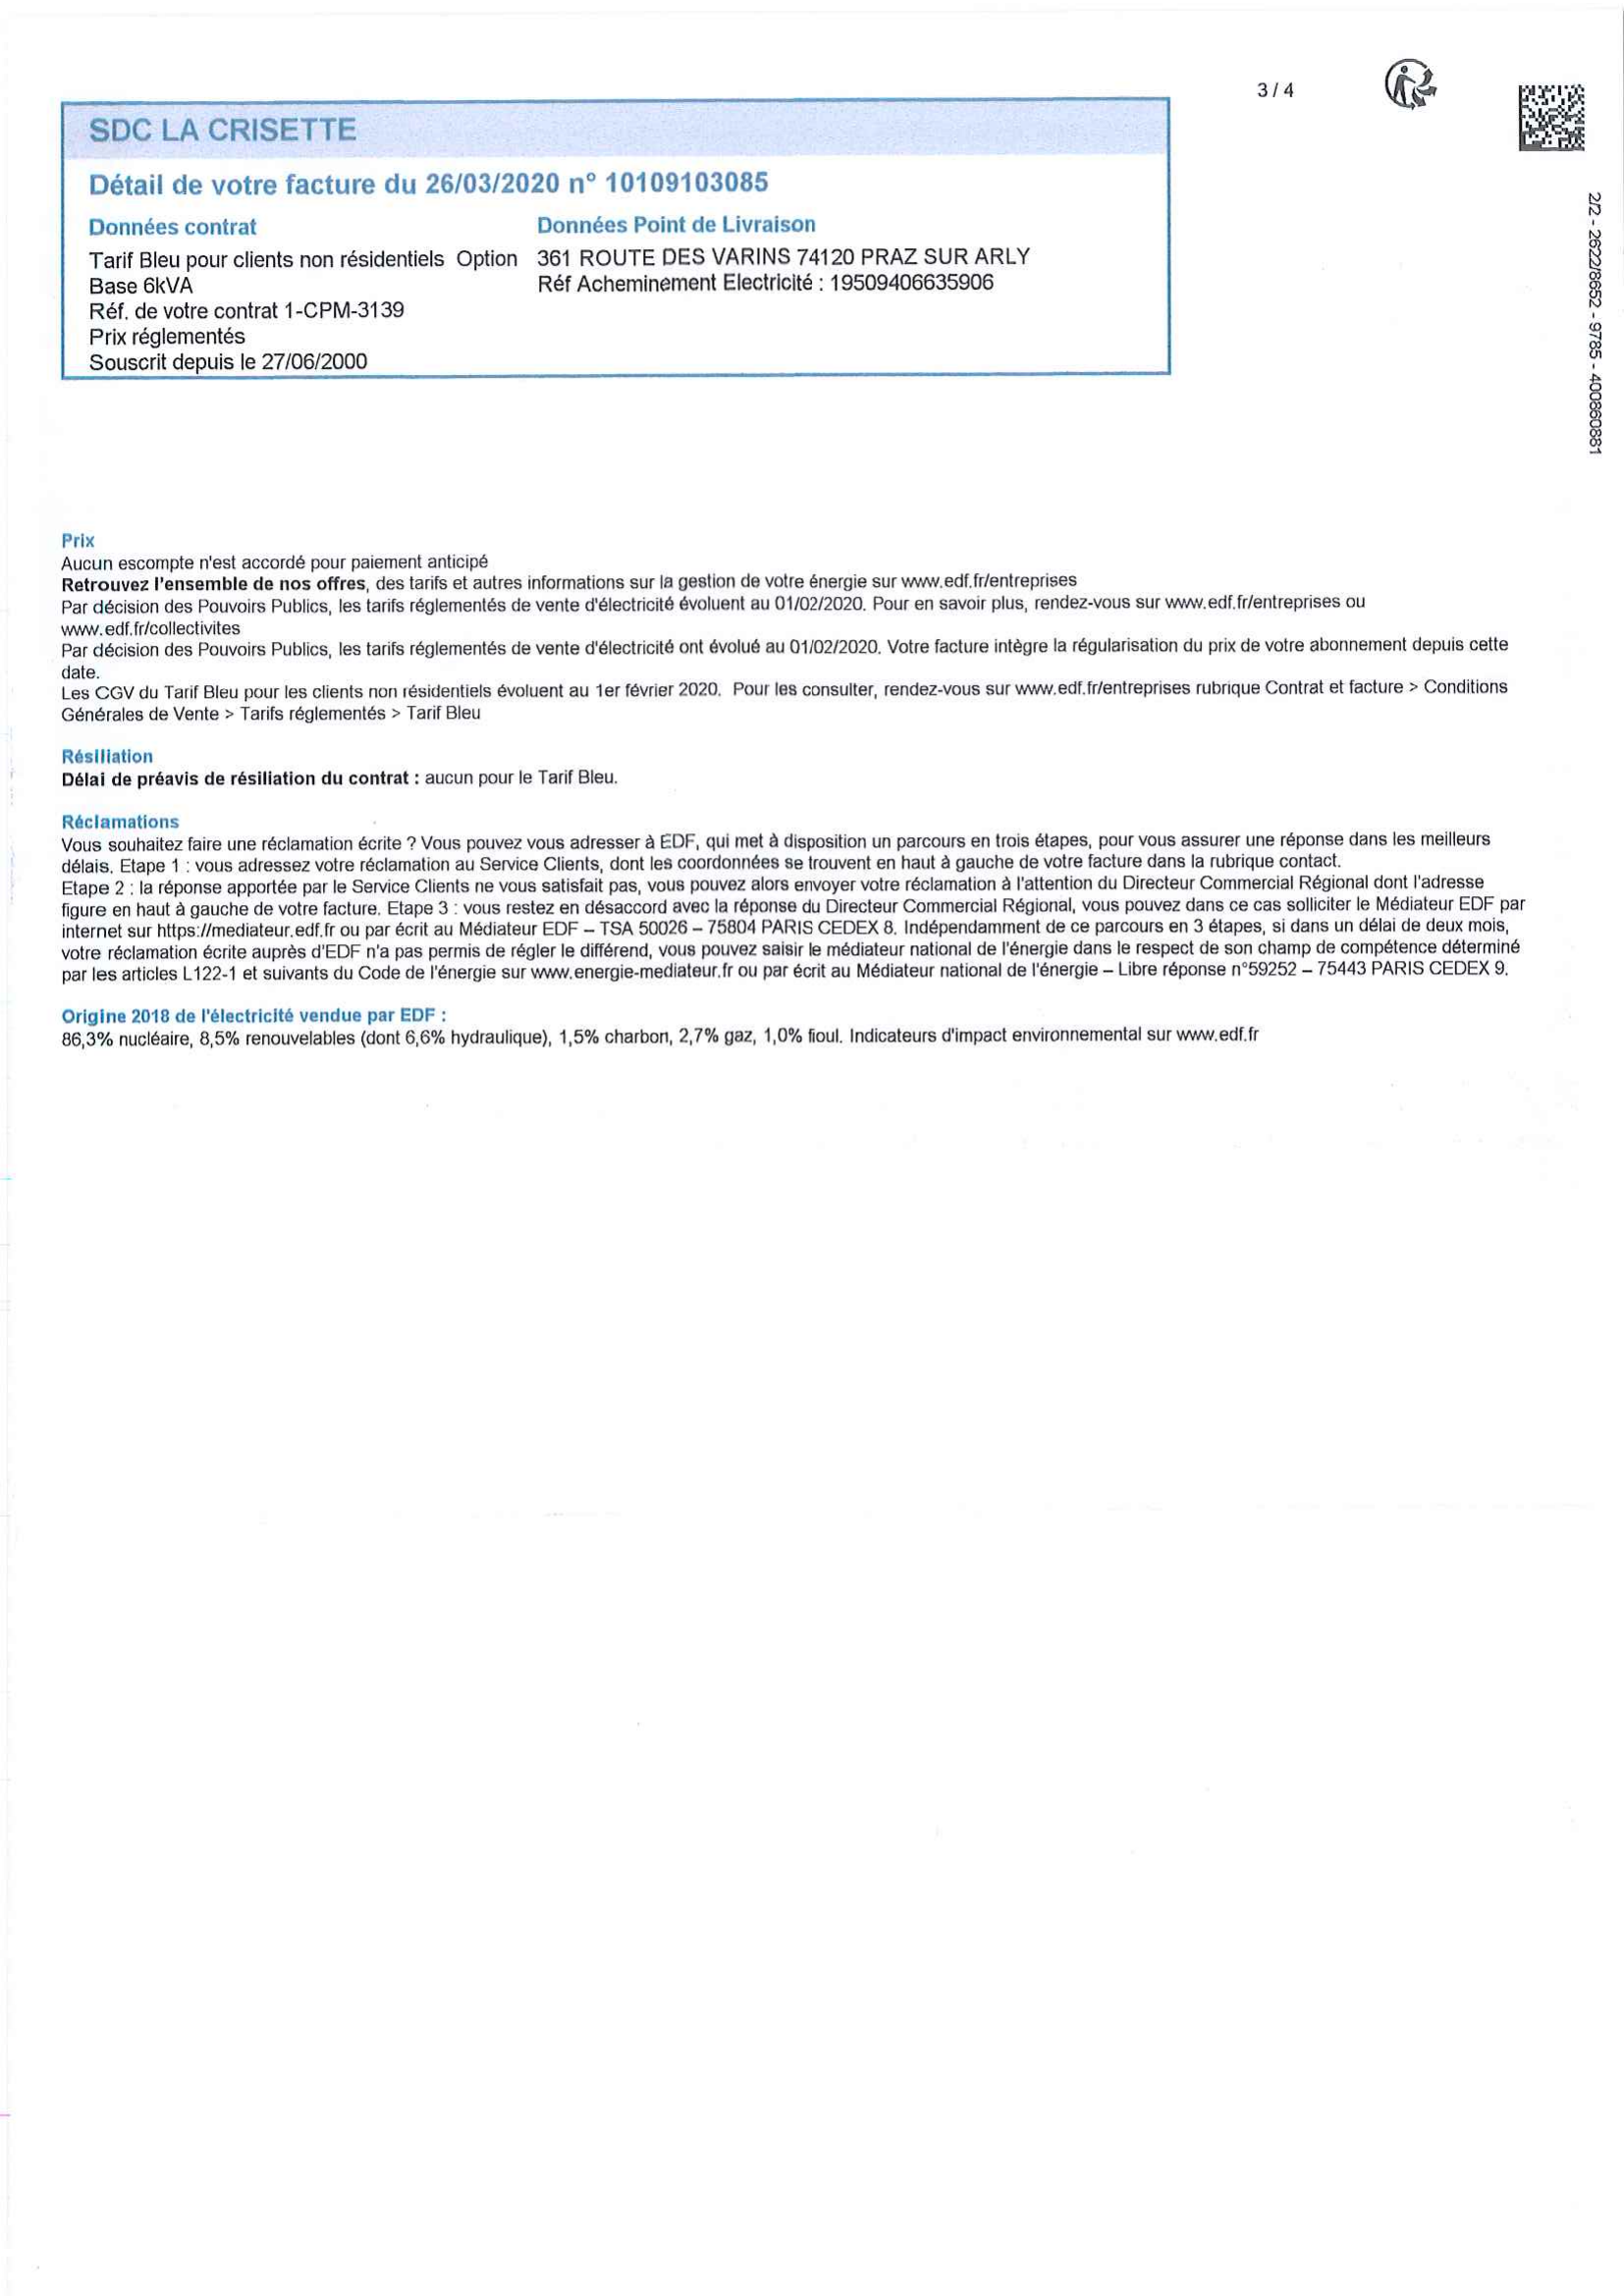 3 / 4
SDC LA CRISETTE
Détail de votre facture du 26/03/2020 n° 10109103085
Données contrat
Tarif Bleu pour clients non résidentiels Option
Base 6kVA
Réf. de votre contrat 1-CPM-3139
Prix réglementés
Souscrit depuis le 27/06/2000
Données Point de Livraison
361 ROUTE DES VARINS 74120 PRAZ SUR ARLY
Réf Acheminement Electricité : 19509406635906
2/2 - 2622/8652 - 9785 - 400860881
Prix
Aucun escompte n'est accordé pour paiement anticipé
Retrouvez l'ensemble de nos offres, des tarifs et autres informations sur la gestion de votre énergie sur www.edf.fr/entreprises
Par décision des Pouvoirs Publics, les tarifs réglementés de vente d'électricité évoluent au 01/02/2020. Pour en savoir plus, rendez-vous sur www.edf.fr/entreprises ou
www.edf.fr/collectivites
Par décision des Pouvoirs Publics, les tarifs réglementés de vente d'électricité ont évolué au 01/02/2020. Votre facture intègre la régularisation du prix de votre abonnement depuis cette
date.
Les CGV du Tarif Bleu pour les clients non résidentiels évoluent au 1er février 2020. Pour les consulter, rendez-vous sur www.edf.fr/entreprises rubrique Contrat et facture > Conditions
Générales de Vente > Tarifs réglementés > Tarif Bleu
Résiliation
Délai de préavis de résiliation du contrat : aucun pour le Tarif Bleu.
Réclamations
Vous souhaitez faire une réclamation écrite ? Vous pouvez vous adresser à EDF, qui met à disposition un parcours en trois étapes, pour vous assurer une réponse dans les meilleurs
délais. Etape 1 : vous adressez votre réclamation au Service Clients, dont les coordonnées se trouvent en haut à gauche de votre facture dans la rubrique contact.
Etape 2 : la réponse apportée par le Service Clients ne vous satisfait pas, vous pouvez alors envoyer votre réclamation à l'attention du Directeur Commercial Régional dont l'adresse
figure en haut à gauche de votre facture. Etape 3 : vous restez en désaccord avec la réponse du Directeur Commercial Régional, vous pouvez dans ce cas solliciter le Médiateur EDF par
internet sur https://mediateur.edf.fr ou par écrit au Médiateur EDF – TSA 50026 – 75804 PARIS CEDEX 8. Indépendamment de ce parcours en 3 étapes, si dans un délai de deux mois,
votre réclamation écrite auprès d'EDF n'a pas permis de régler le différend, vous pouvez saisir le médiateur national de l'énergie dans le respect de son champ de compétence déterminé
par les articles L122-1 et suivants du Code de l'énergie sur www.energie-mediateur.fr ou par écrit au Médiateur national de l'énergie – Libre réponse n°59252 – 75443 PARIS CEDEX 9.
Origine 2018 de l'électricité vendue par EDF :
86,3% nucléaire, 8,5% renouvelables (dont 6,6% hydraulique), 1,5% charbon, 2,7% gaz, 1,0% fioul. Indicateurs d'impact environnemental sur www.edf.fr